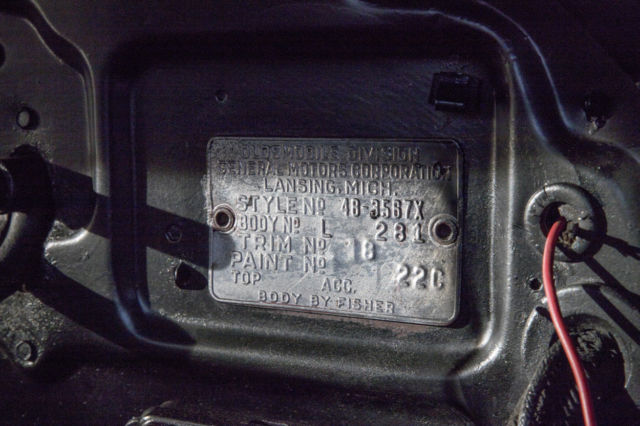 OLDSMOBILE DIVISION
GENERAL MOTORS CORPORATION
LANSING, MICH.
STYLE No 48-3567X
BODY No L 281
TRIM No 18
PAINT No 22C
TOP ACC.
BODY BY FISHER